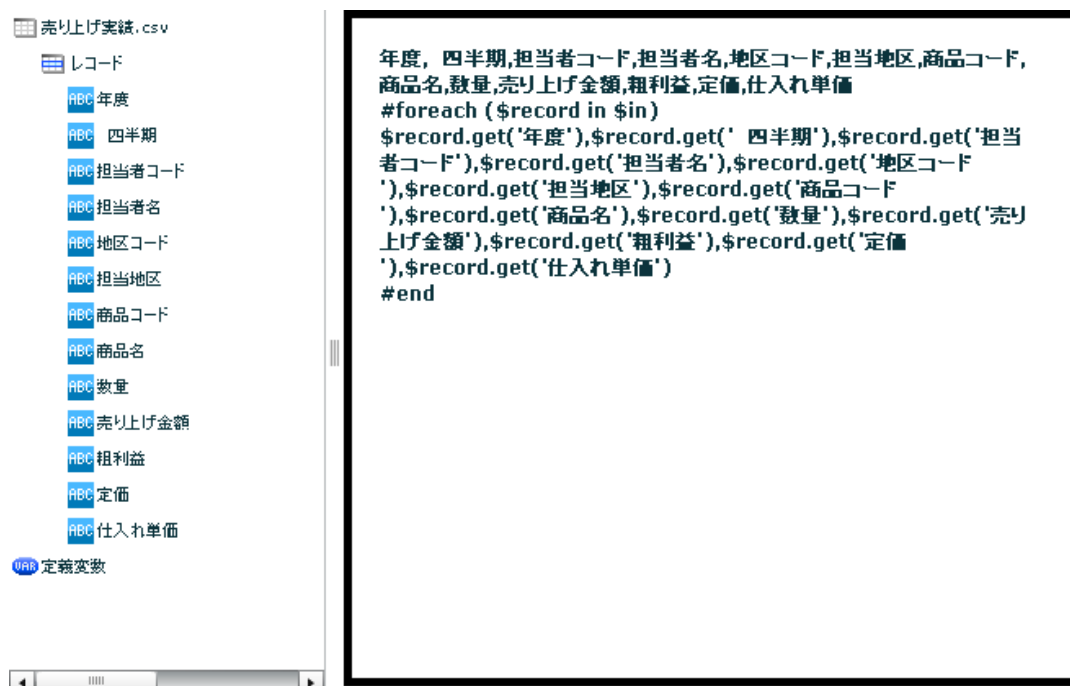 売り上げ実績.csv
レコード
ABC 年度
ABC 四半期
ABC 担当者コード
ABC 担当者名
ABC 地区コード
ABC 担当地区
ABC 商品コード
ABC 商品名
ABC 数量
ABC 売り上げ金額
ABC 粗利益
ABC 定価
ABC 仕入れ単価
VAR 定義変数
年度, 四半期,担当者コード,担当者名,地区コード,担当地区,商品コード,
商品名,数量,売り上げ金額,粗利益,定価,仕入れ単価
#foreach ($record in $in)
$record.get('年度'),$record.get(' 四半期'),$record.get('担当
者コード'),$record.get('担当者名'),$record.get('地区コード
'),$record.get('担当地区'),$record.get('商品コード
'),$record.get('商品名'),$record.get('数量'),$record.get('売り
上げ金額'),$record.get('粗利益'),$record.get('定価
'),$record.get('仕入れ単価')
#end